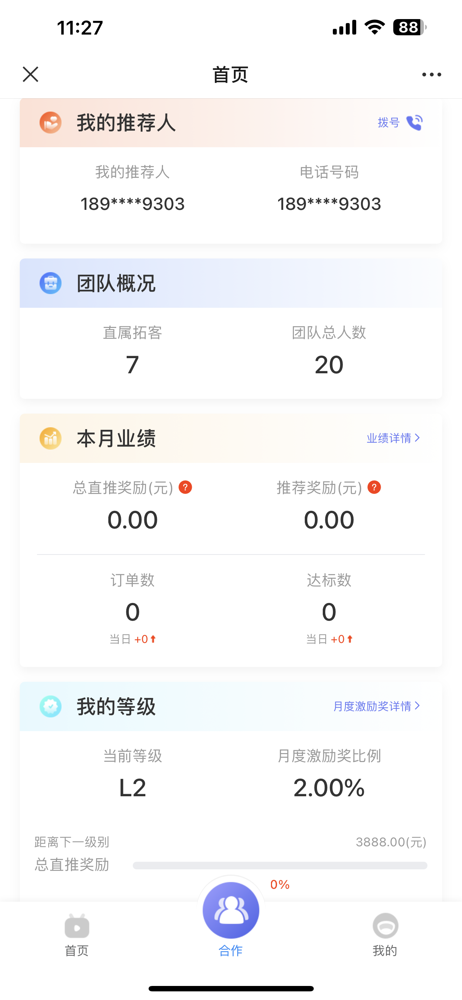 11:27
88
首页
我的推荐人
拨号
我的推荐人
电话号码
189****9303
189****9303
团队概况
直属拓客
团队总人数
7
20
本月业绩
业绩详情
总直推奖励(元) ?
推荐奖励(元) ?
0.00
0.00
订单数
达标数
0
0
当日 +0
当日 +0
我的等级
月度激励奖详情
当前等级
月度激励奖比例
L2
2.00%
距离下一级别
3888.00(元)
总直推奖励
0%
首页
合作
我的